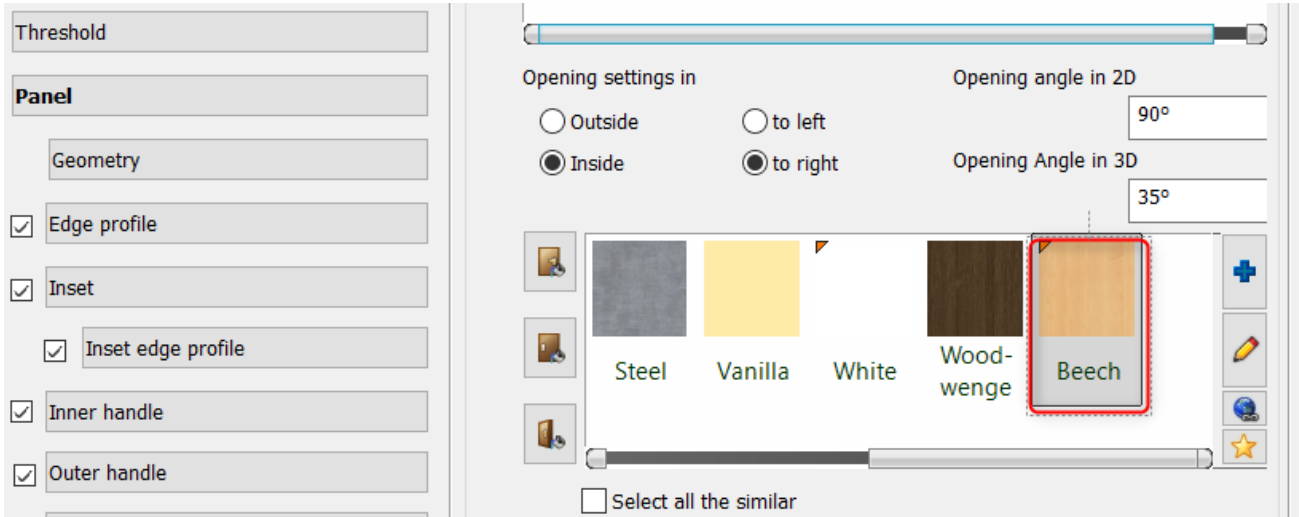 Threshold
Panel
Geometry
Edge profile
Inset
Inset edge profile
Inner handle
Outer handle
Opening settings in
Opening angle in 2D
Outside
to left
90°
Inside
to right
Opening Angle in 3D
35°
Steel
Vanilla
White
Wood-
wenge
Beech
Select all the similar